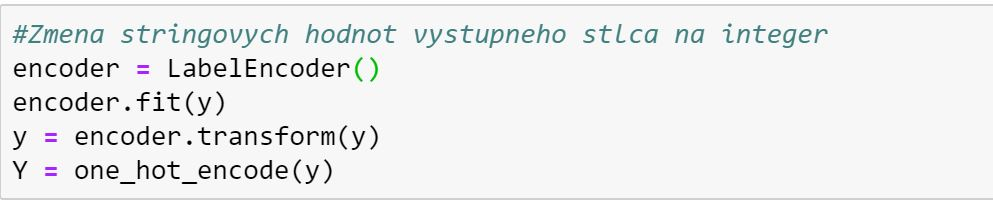 #Zmena stringovych hodnot vystupneho stlca na integer
encoder = LabelEncoder()
encoder.fit(y)
y = encoder.transform(y)
Y = one_hot_encode(y)